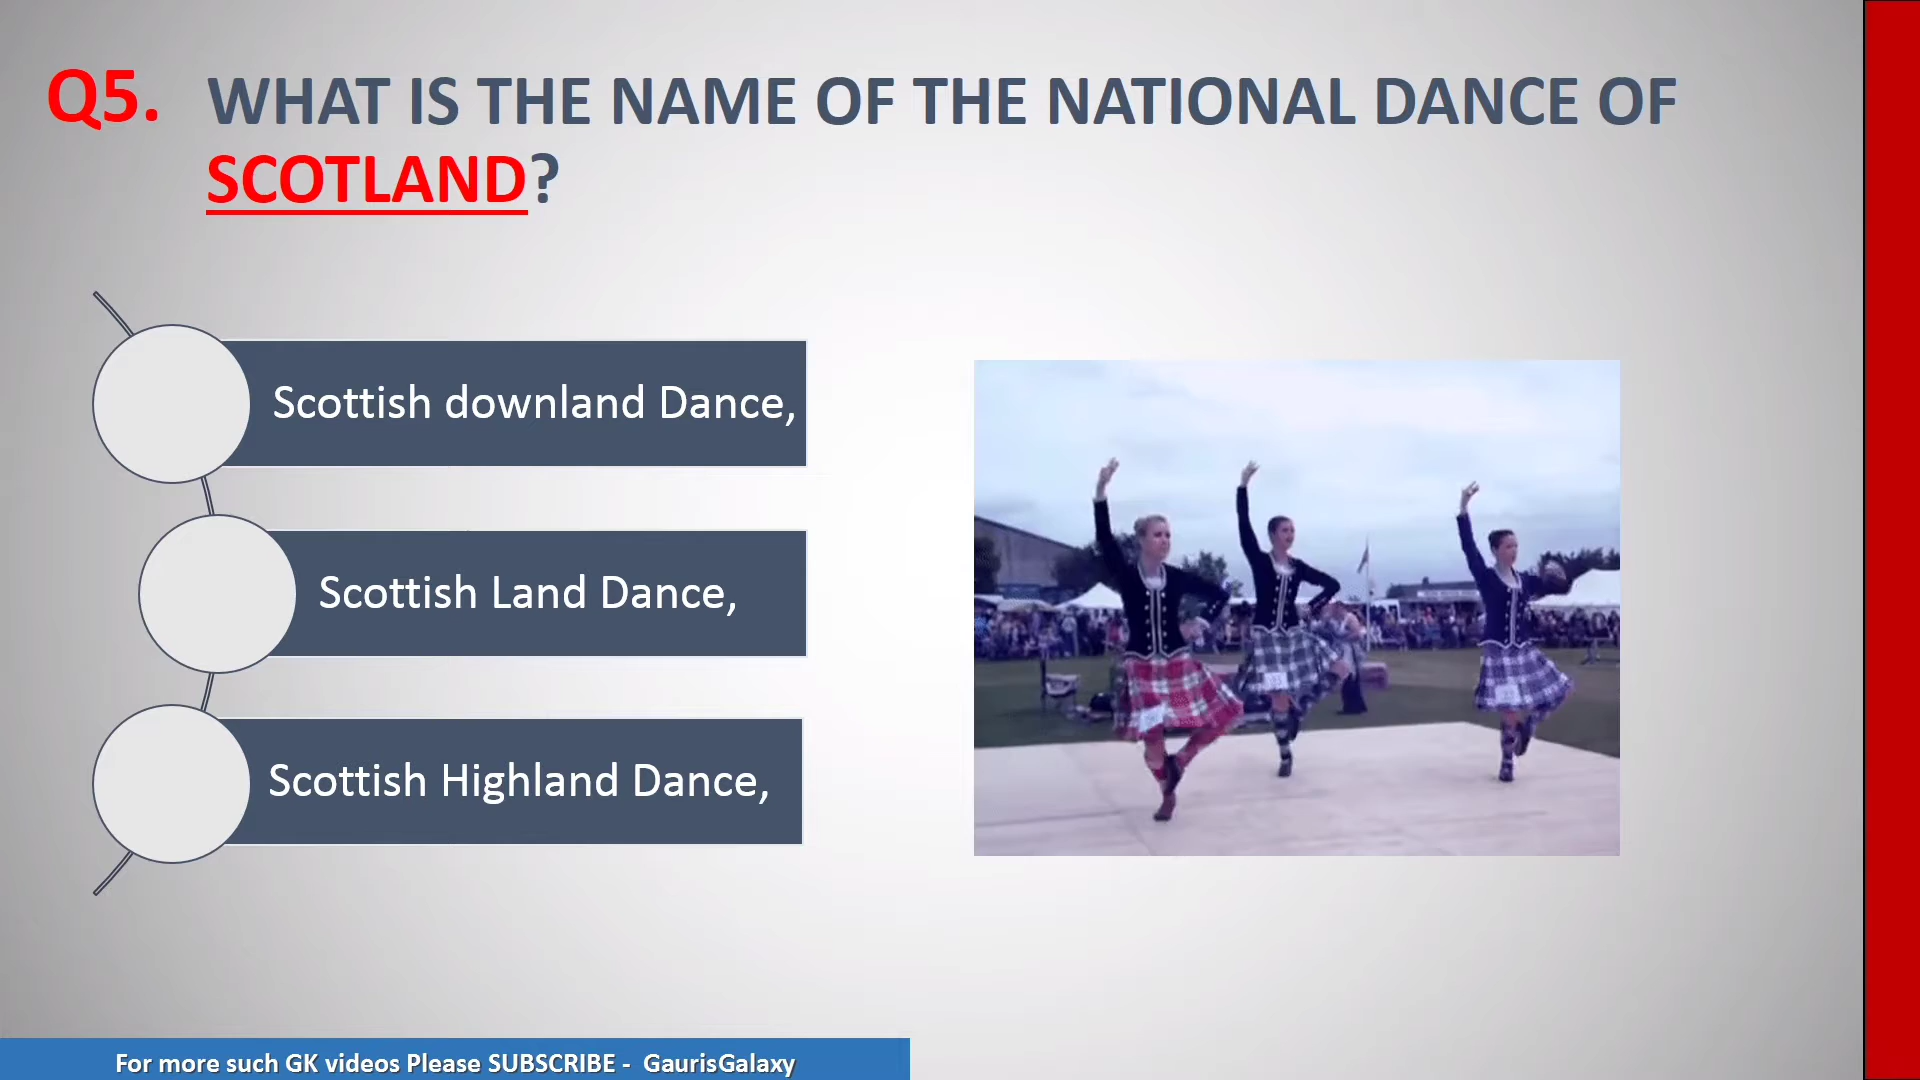 Q5. WHAT IS THE NAME OF THE NATIONAL DANCE OF
SCOTLAND?
Scottish downland Dance,
Scottish Land Dance,
Scottish Highland Dance,
For more such GK videos Please SUBSCRIBE - GaurisGalaxy